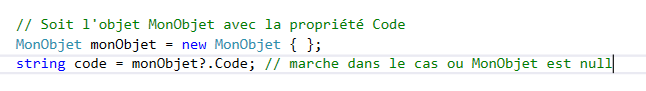 // Soit l'objet MonObjet avec la propriété Code
MonObjet monObjet = new MonObjet { };
string code = monObjet?.Code; // marche dans le cas ou MonObjet est null